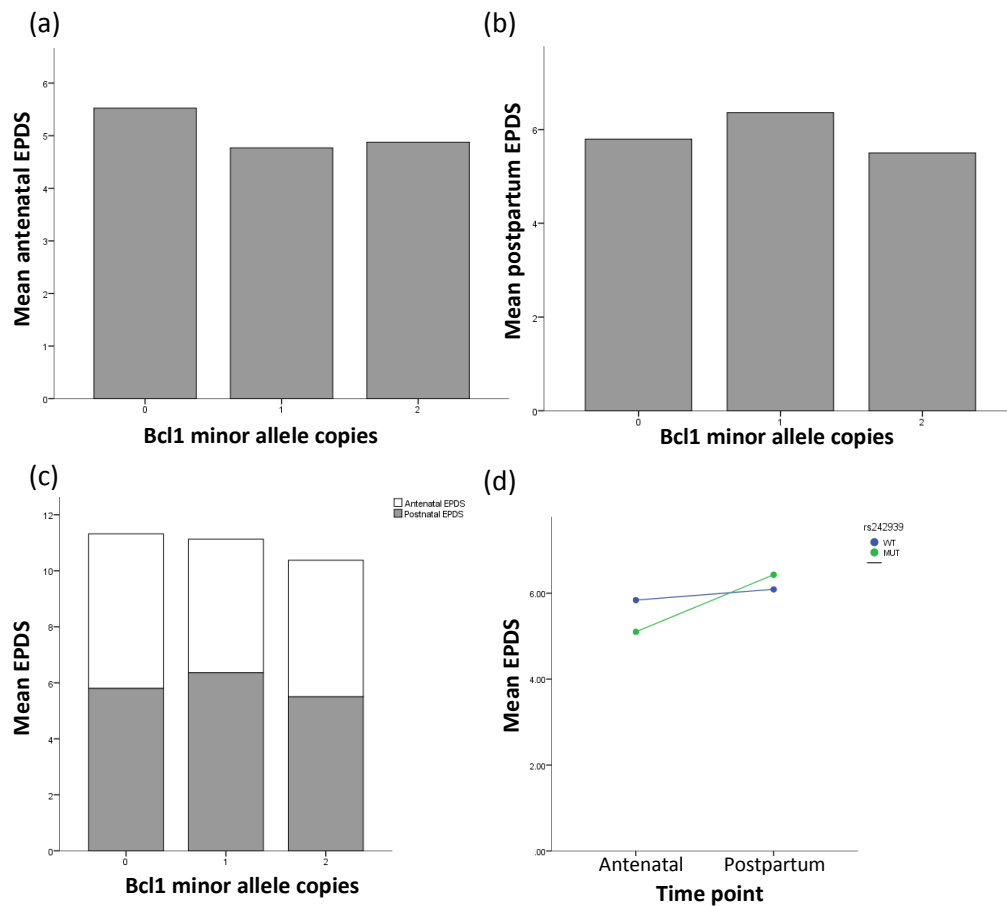 (a)
Mean antenatal EPDS
6
5
4
3
2
1
0
0 1 2
Bcl1 minor allele copies
(b)
Mean postpartum EPDS
6
4
2
0
0 1 2
Bcl1 minor allele copies
(c)
Mean EPDS
12
10
8
6
4
2
0
Antenatal EPDS
Postnatal EPDS
0 1 2
Bcl1 minor allele copies
(d)
Mean EPDS
6.00
4.00
2.00
.00
rs242939
WT
MUT
Antenatal Postpartum
Time point